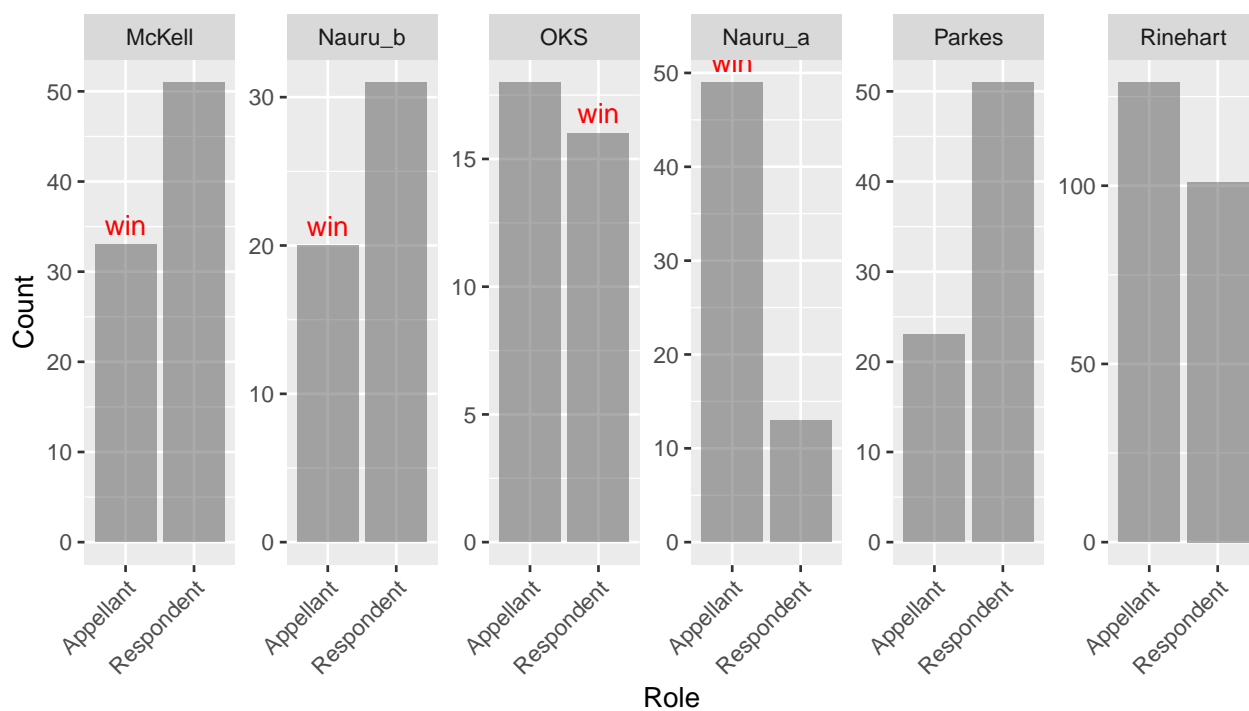 McKell
Nauru_b
OKS
Nauru_a
Parkes
Rinehart
Count
50
40
30
20
10
0
win
Appellant
Respondent
30
20
10
0
win
Appellant
Respondent
15
10
5
0
win
Appellant
Respondent
50
40
30
20
10
0
win
Appellant
Respondent
50
40
30
20
10
0
Appellant
Respondent
100
50
0
Appellant
Respondent
Role